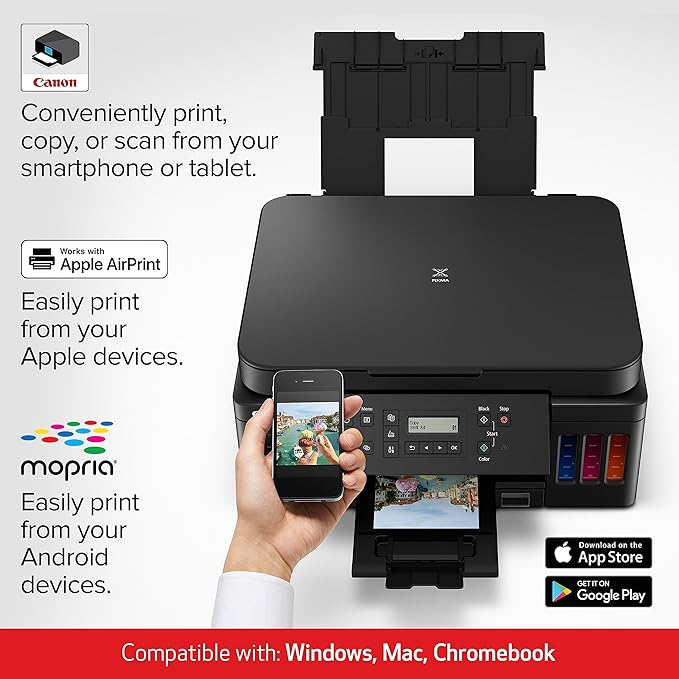 Canon
Conveniently print,
copy, or scan from your
smartphone or tablet.
Works with
Apple AirPrint
Easily print
from your
Apple devices.
mopria
Easily print
from your
Android
devices.
PIXMA
Menu
Copy
Black
Stop
Start
OK
Color
Download on the
App Store
GET IT ON
Google Play
Compatible with: Windows, Mac, Chromebook